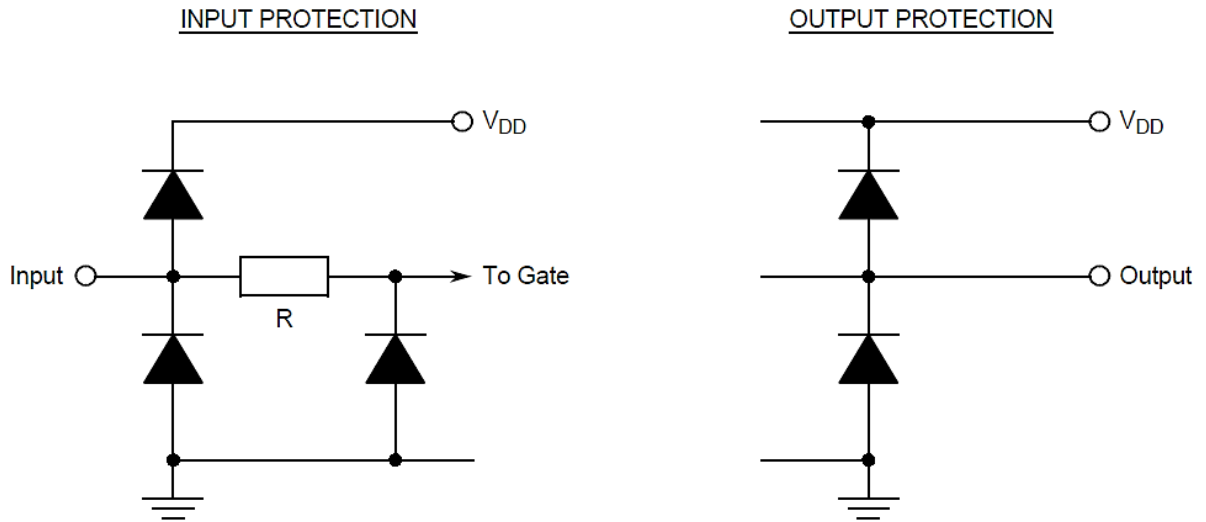 INPUT PROTECTION
OUTPUT PROTECTION
VDD
VDD
Input
R
To Gate
Output